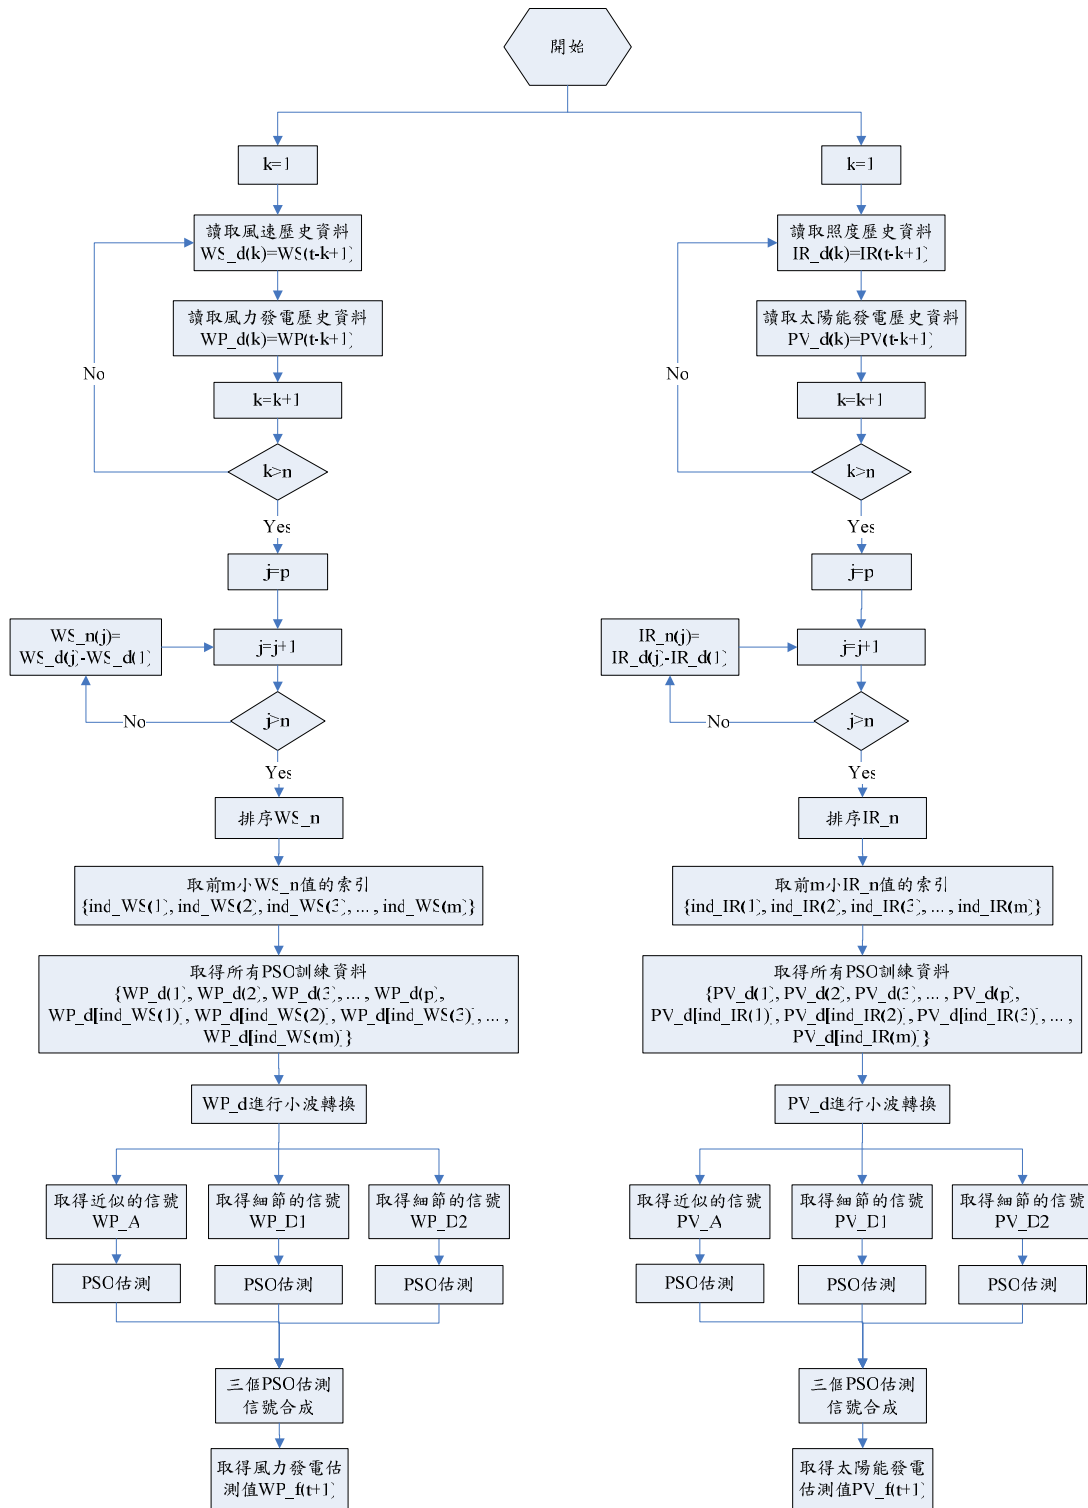 開始
k=1
讀取風速歷史資料
WS_d(k)=WS(t-k+1)
讀取風力發電歷史資料
WP_d(k)=WP(t-k+1)
No
k=k+1
k>n
Yes
j=p
WS_n(j)=
WS_d(j)-WS_d(1)
j=j+1
No
j>n
Yes
排序WS_n
取前m小WS_n值的索引
{ind_WS(1), ind_WS(2), ind_WS(3), ... , ind_WS(m)}
取得所有PSO訓練資料
{WP_d(1), WP_d(2), WP_d(3), ... , WP_d(p),
WP_d[ind_WS(1)], WP_d[ind_WS(2)], WP_d[ind_WS(3)], ... ,
WP_d[ind_WS(m)]}
WP_d進行小波轉換
取得近似的信號
WP_A
取得細節的信號
WP_D1
取得細節的信號
WP_D2
PSO估測
PSO估測
PSO估測
三個PSO估測
信號合成
取得風力發電估
測值WP_f(t+1)
k=1
讀取照度歷史資料
IR_d(k)=IR(t-k+1)
讀取太陽能發電歷史資料
PV_d(k)=PV(t-k+1)
No
k=k+1
k>n
Yes
j=p
IR_n(j)=
IR_d(j)-IR_d(1)
j=j+1
No
j>n
Yes
排序IR_n
取前m小IR_n值的索引
{ind_IR(1), ind_IR(2), ind_IR(3), ... , ind_IR(m)}
取得所有PSO訓練資料
{PV_d(1), PV_d(2), PV_d(3), ... , PV_d(p),
PV_d[ind_IR(1)], PV_d[ind_IR(2)], PV_d[ind_IR(3)], ... ,
PV_d[ind_IR(m)]}
PV_d進行小波轉換
取得近似的信號
PV_A
取得細節的信號
PV_D1
取得細節的信號
PV_D2
PSO估測
PSO估測
PSO估測
三個PSO估測
信號合成
取得太陽能發電
估測值PV_f(t+1)